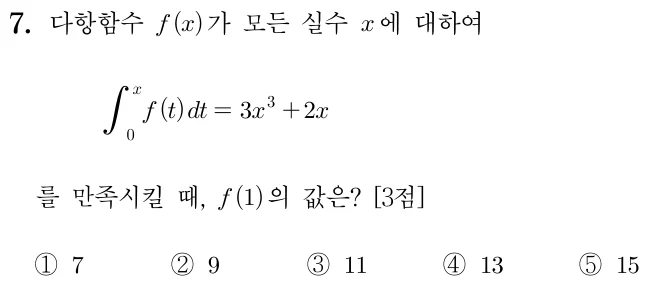 7. 다항함수 f(x)가 모든 실수 x에 대하여
∫₀ˣ f(t)dt = 3x³ + 2x
를 만족시킬 때, f(1)의 값은? [3점]
① 7 ② 9 ③ 11 ④ 13 ⑤ 15